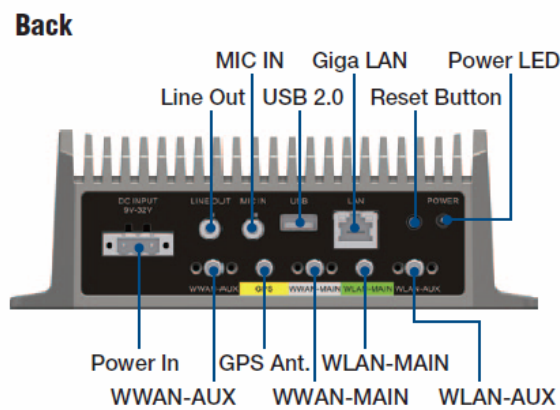 Back
MIC IN Giga LAN Power LED
Line Out USB 2.0 Reset Button
DC INPUT
9V-32V
LINE OUT MIC IN USB LAN POWER
WWAN-AUX GPS WWAN-MAIN WLAN-MAIN WLAN-AUX
Power In GPS Ant. WLAN-MAIN
WWAN-AUX WWAN-MAIN WLAN-AUX